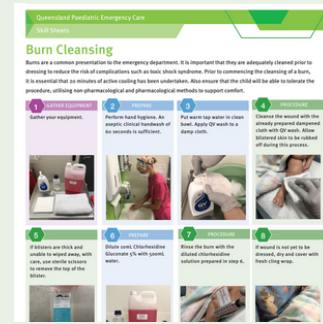 Queensland Paediatric Emergency Care
Skill Sheets
Burn Cleansing
Burns are a common presentation to the emergency department. It is important that they are adequately cleaned prior to
dressing to reduce the risk of complications such as toxic shock syndrome. Prior to commencing the cleansing of a burn,
it is essential that 20 minutes of active cooling has been undertaken. Also ensure that the child will be able to tolerate the
procedure, utilising non-pharmacological and pharmacological methods to support comfort.
1 GATHER EQUIPMENT
Gather your equipment.
2 PREPARE
Perform hand hygiene. An
aseptic clinical handwash of
60 seconds is sufficient.
3 PREPARE
Put warm tap water in clean
bowl. Apply QV wash to a
damp cloth.
4 PROCEDURE
Cleanse the wound with the
already prepared dampened
cloth with QV wash. Allow
blistered skin to be rubbed
off during this process.
QV
5 PROCEDURE
If blisters are thick and
unable to wiped away, with
care, use sterile scissors
to remove the top of the
blister.
6 PREPARE
Dilute 10mL Chlorhexidine
Gluconate 5% with 500mL
water.
7 PROCEDURE
Rinse the burn with the
diluted chlorhexidine
solution prepared in step 6.
8 PROCEDURE
If wound is not yet to be
dressed, dry and cover with
fresh cling wrap.